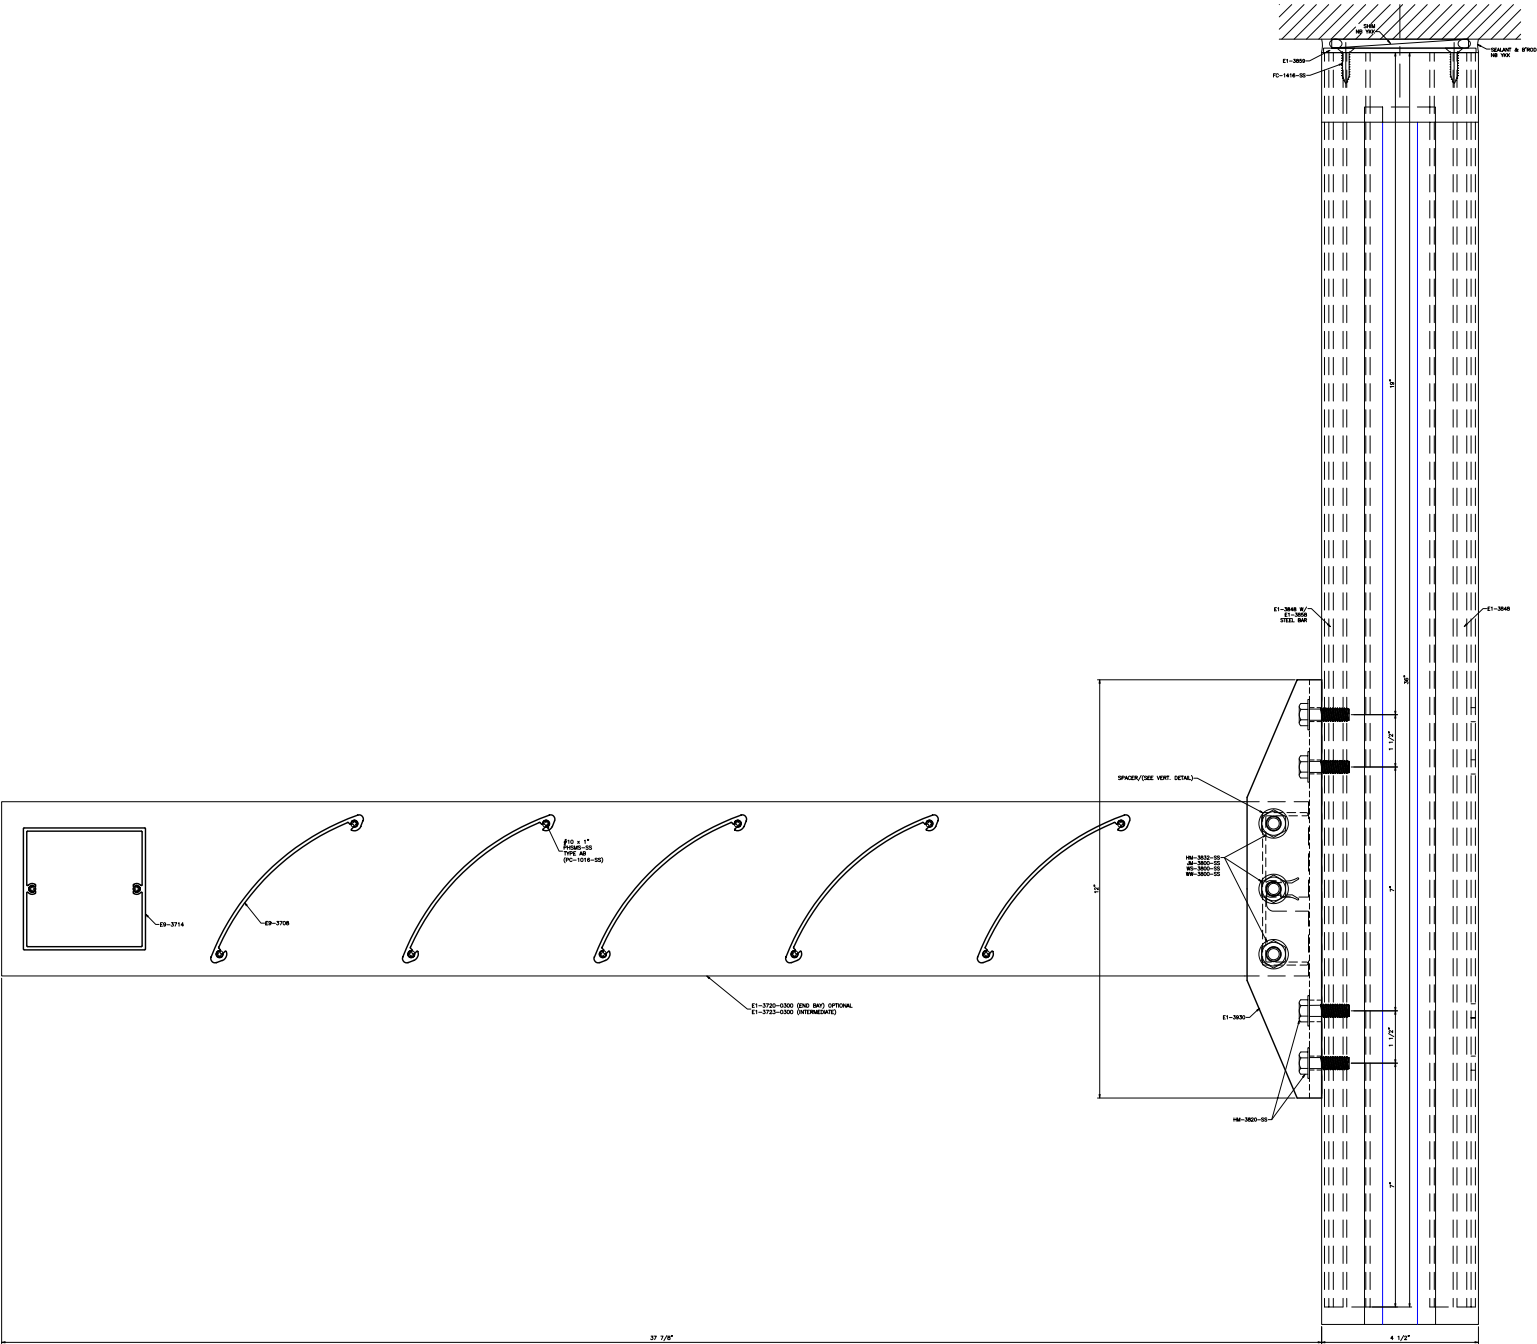 SHIM
NB YKK
SEALANT & B'ROD
NB YKK
E1-3859
FC-1416-SS
19"
36"
E1-3848 W/
E1-3858
STEEL BAR
E1-3848
1 1/2"
SPACER/(SEE VERT. DETAIL)
#10 x 1"
PHSMS-SS
TYPE AB
(PC-1016-SS)
HM-3832-SS
JM-3800-SS
WS-3800-SS
WW-3800-SS
12"
7"
E9-3714
E9-3708
E1-3720-0300 (END BAY) OPTIONAL
E1-3723-0300 (INTERMEDIATE)
E1-3930
1 1/2"
HM-3820-SS
7"
37 7/8"
4 1/2"